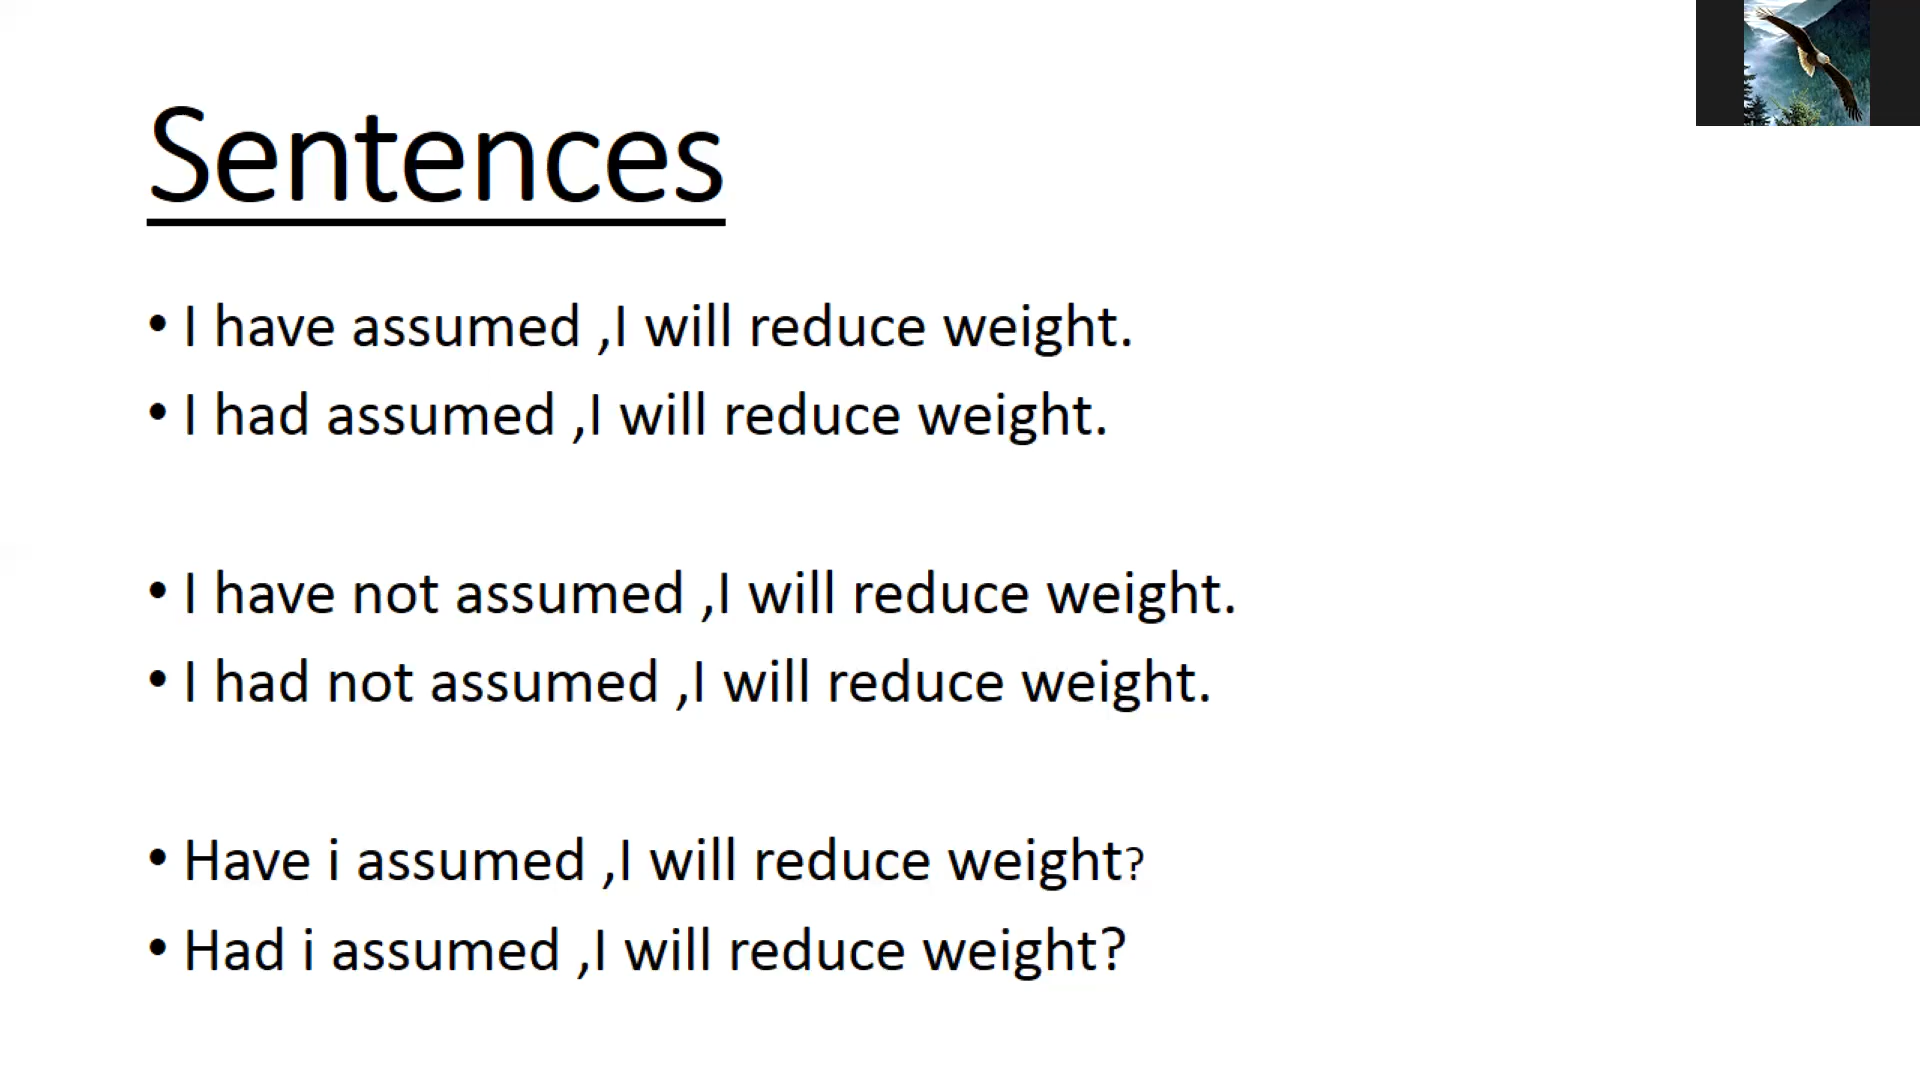 Sentences
• I have assumed ,I will reduce weight.
• I had assumed ,I will reduce weight.
• I have not assumed ,I will reduce weight.
• I had not assumed ,I will reduce weight.
• Have i assumed ,I will reduce weight?
• Had i assumed ,I will reduce weight?